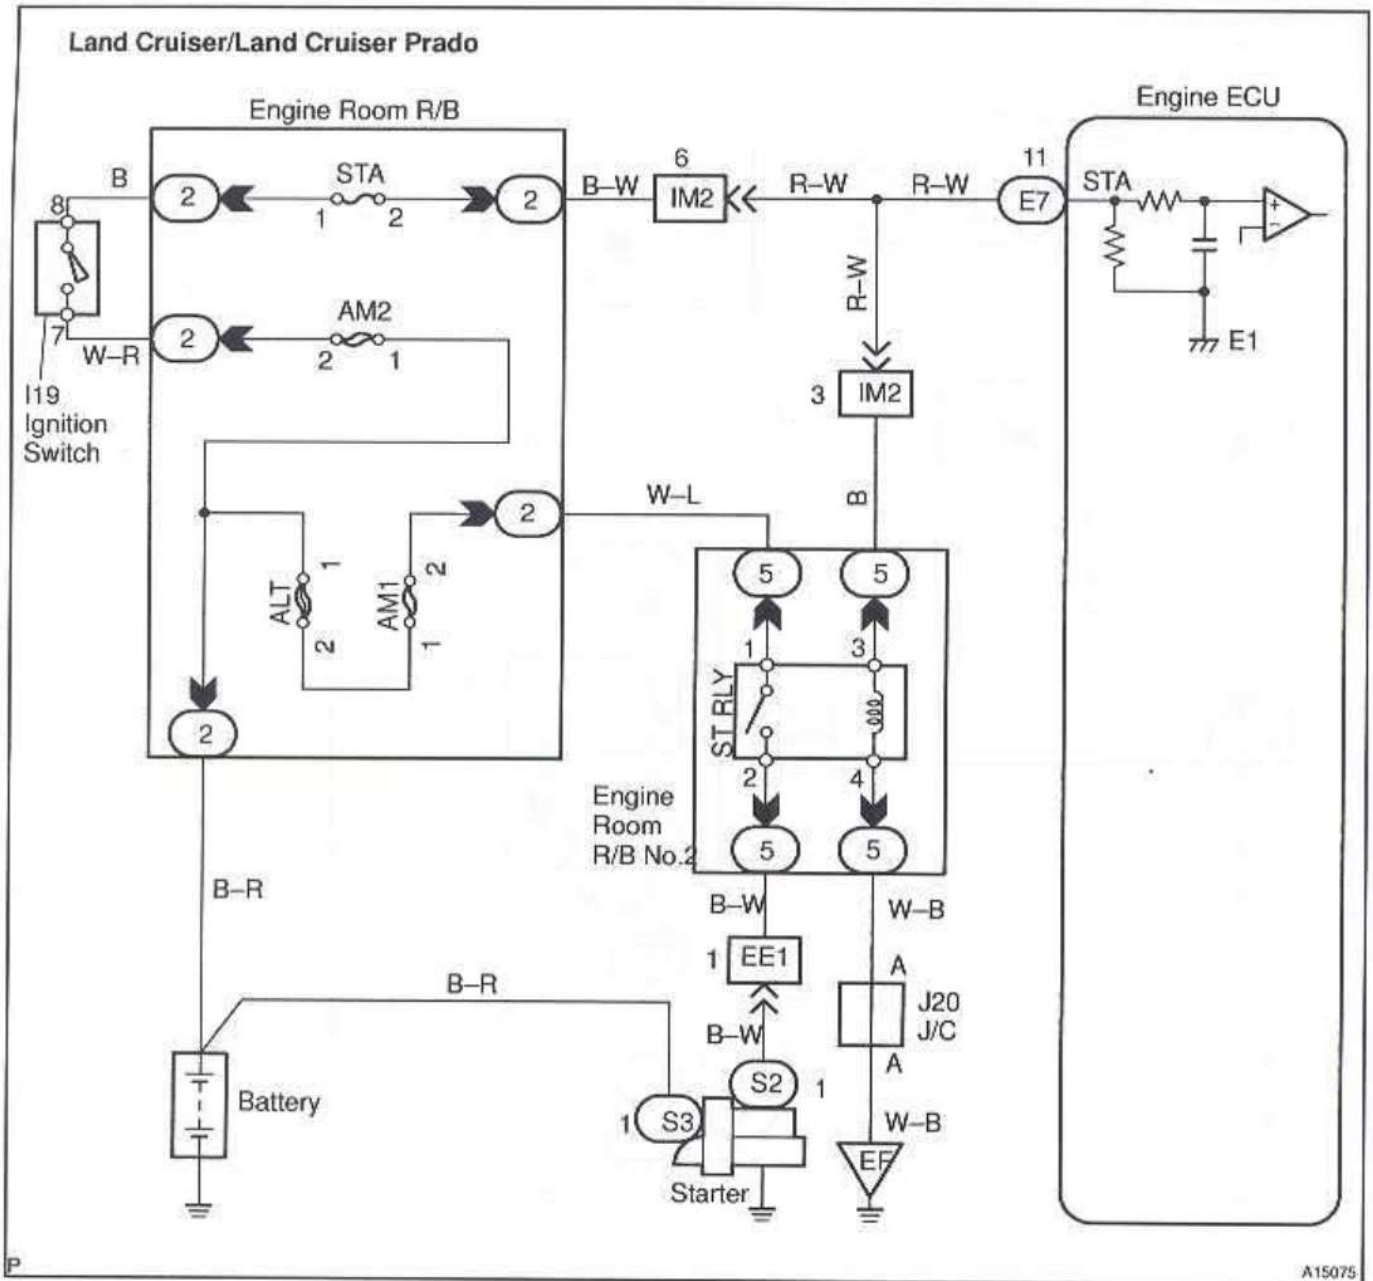 Land Cruiser/Land Cruiser Prado
Engine Room R/B
Engine ECU
B
2
STA
1
2
2
B–W
6
IM2
R–W
R–W
11
E7
STA
+
-
E1
8
7
W–R
I19
Ignition
Switch
2
AM2
2
1
R–W
3
IM2
B
2
W–L
ALT
1
2
AM1
2
1
2
5
5
1
3
ST RLY
2
4
5
5
Engine
Room
R/B No.2
B–R
B–W
W–B
1
EE1
A
J20
J/C
A
B–R
B–W
S2
1
1
S3
W–B
EF
Battery
Starter
P
A15075